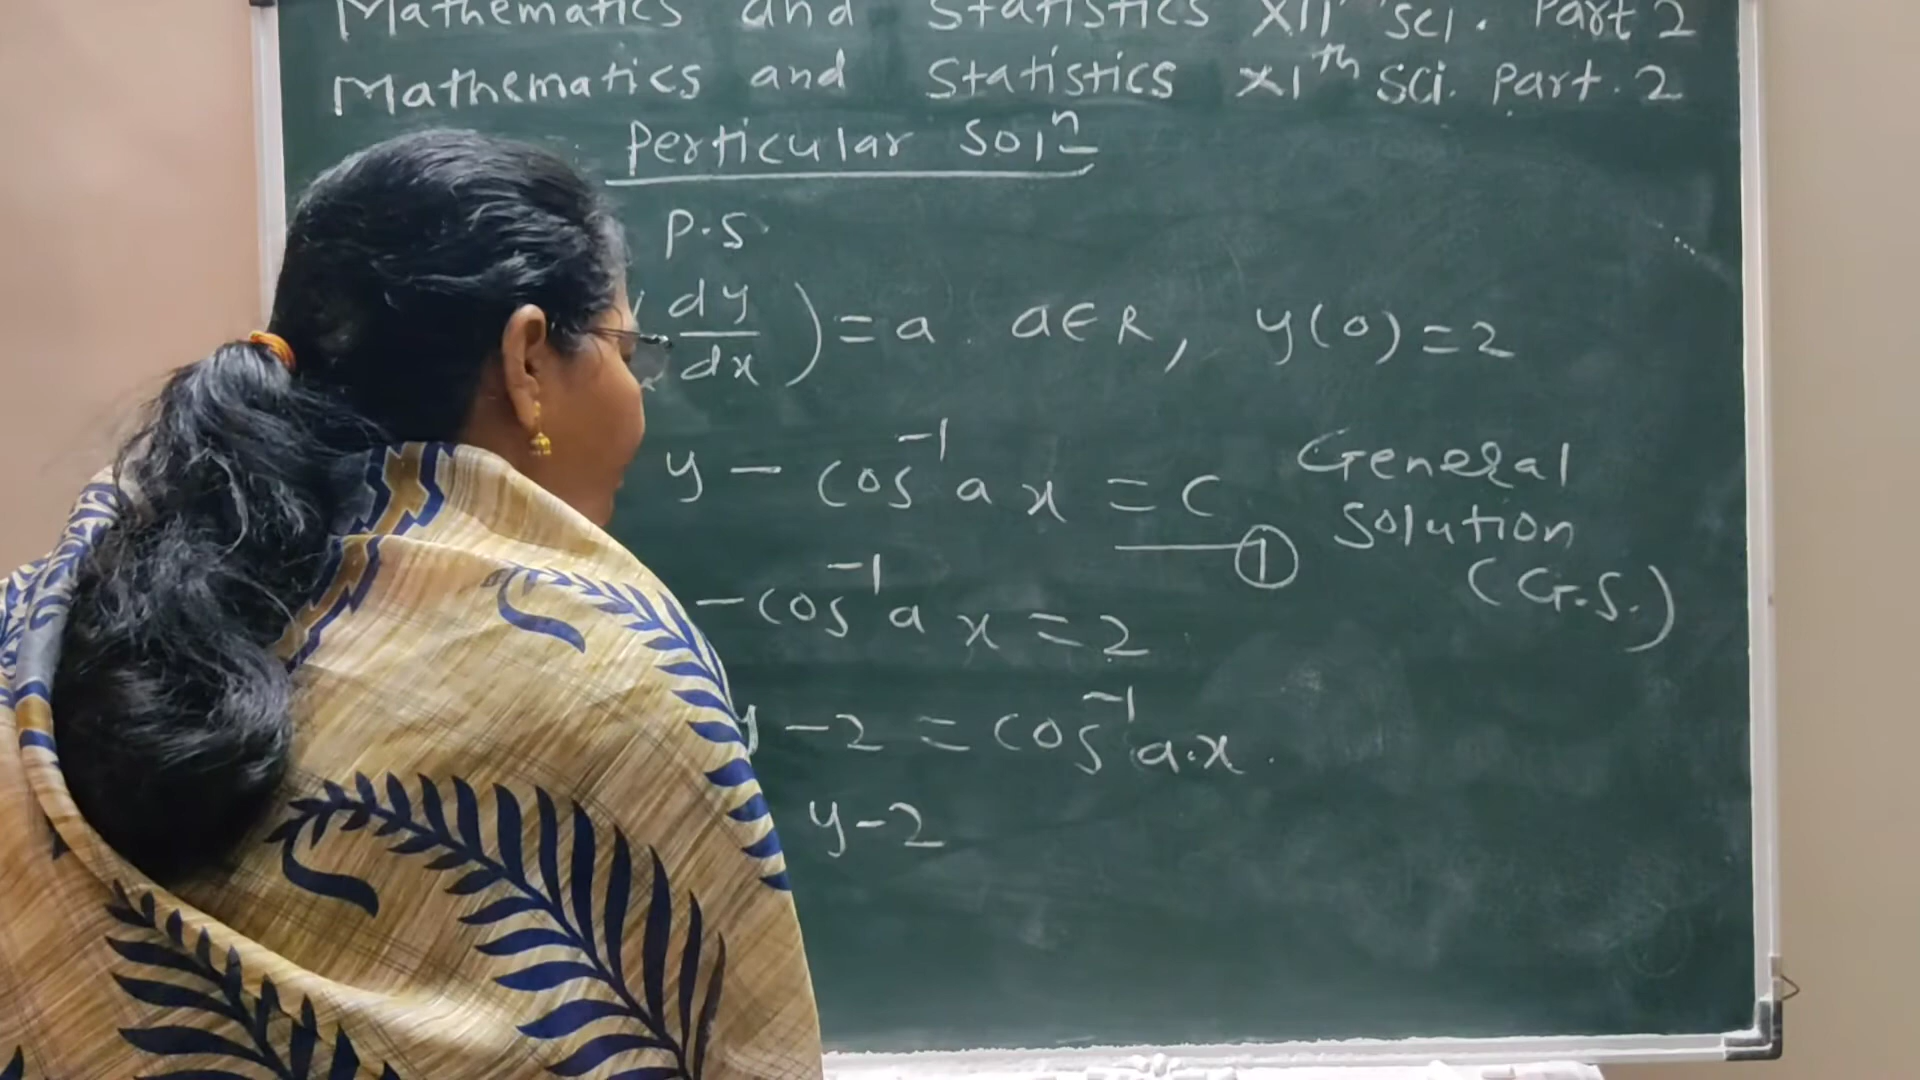 Mathematics and Statistics XIIth sci. Part 2
Mathematics and Statistics XIth sci. part. 2
Perticular Solⁿ
P.S
(dy/dx) = a. a∈R, y(0)=2
y - cos⁻¹ a x = c General
① Solution
(G.S.)
-cos⁻¹ a x = 2
y-2 = cos⁻¹ a.x.
y-2